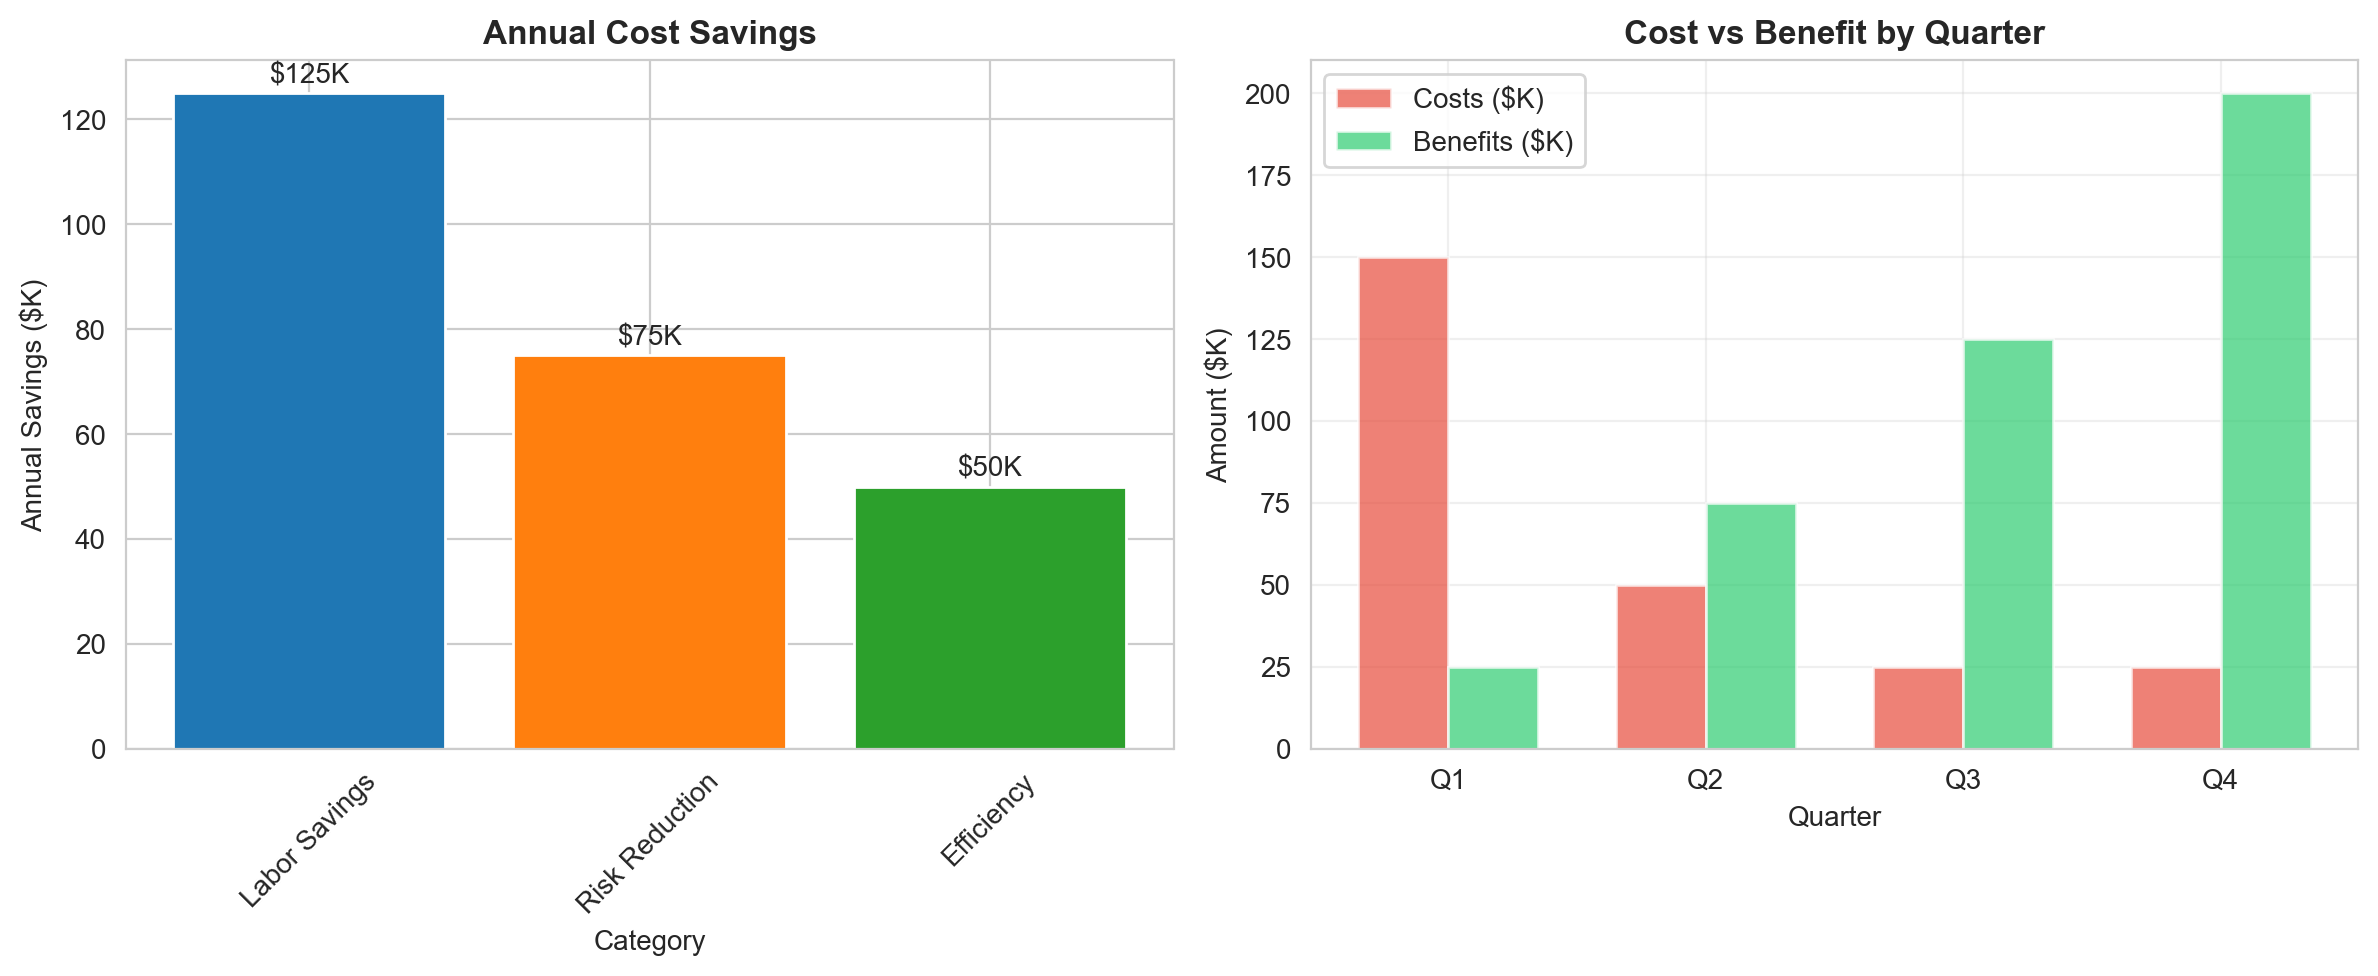 Annual Cost Savings
Annual Savings ($K)
120
100
80
60
40
20
0
$125K
$75K
$50K
Labor Savings
Risk Reduction
Efficiency
Category
Cost vs Benefit by Quarter
Costs ($K)
Benefits ($K)
Amount ($K)
200
175
150
125
100
75
50
25
0
Q1
Q2
Q3
Q4
Quarter